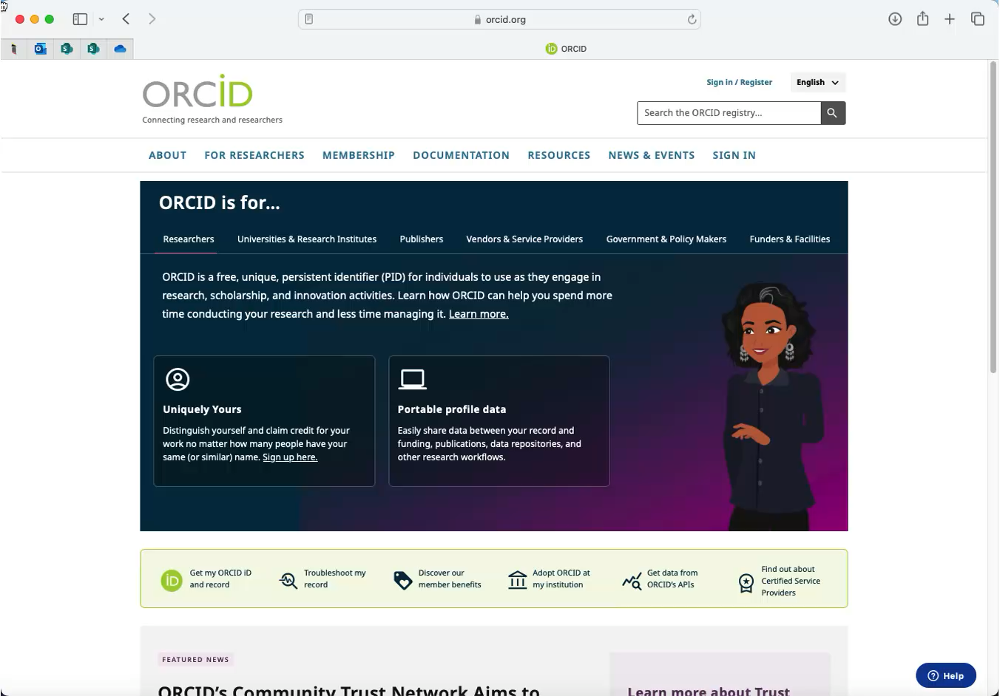 orcid.org
ORCID
ORCID
Connecting research and researchers
Sign in / Register
English
Search the ORCID registry...
ABOUT
FOR RESEARCHERS
MEMBERSHIP
DOCUMENTATION
RESOURCES
NEWS & EVENTS
SIGN IN
ORCID is for...
Researchers
Universities & Research Institutes
Publishers
Vendors & Service Providers
Government & Policy Makers
Funders & Facilities
ORCID is a free, unique, persistent identifier (PID) for individuals to use as they engage in
research, scholarship, and innovation activities. Learn how ORCID can help you spend more
time conducting your research and less time managing it. Learn more.
Uniquely Yours
Distinguish yourself and claim credit for your
work no matter how many people have your
same (or similar) name. Sign up here.
Portable profile data
Easily share data between your record and
funding, publications, data repositories, and
other research workflows.
iD
Get my ORCID iD
and record
Troubleshoot my
record
Discover our
member benefits
Adopt ORCID at
my institution
Get data from
ORCID's APIs
Find out about
Certified Service
Providers
FEATURED NEWS
ORCID's Community Trust Network Aims to
Learn more about Trust
Help